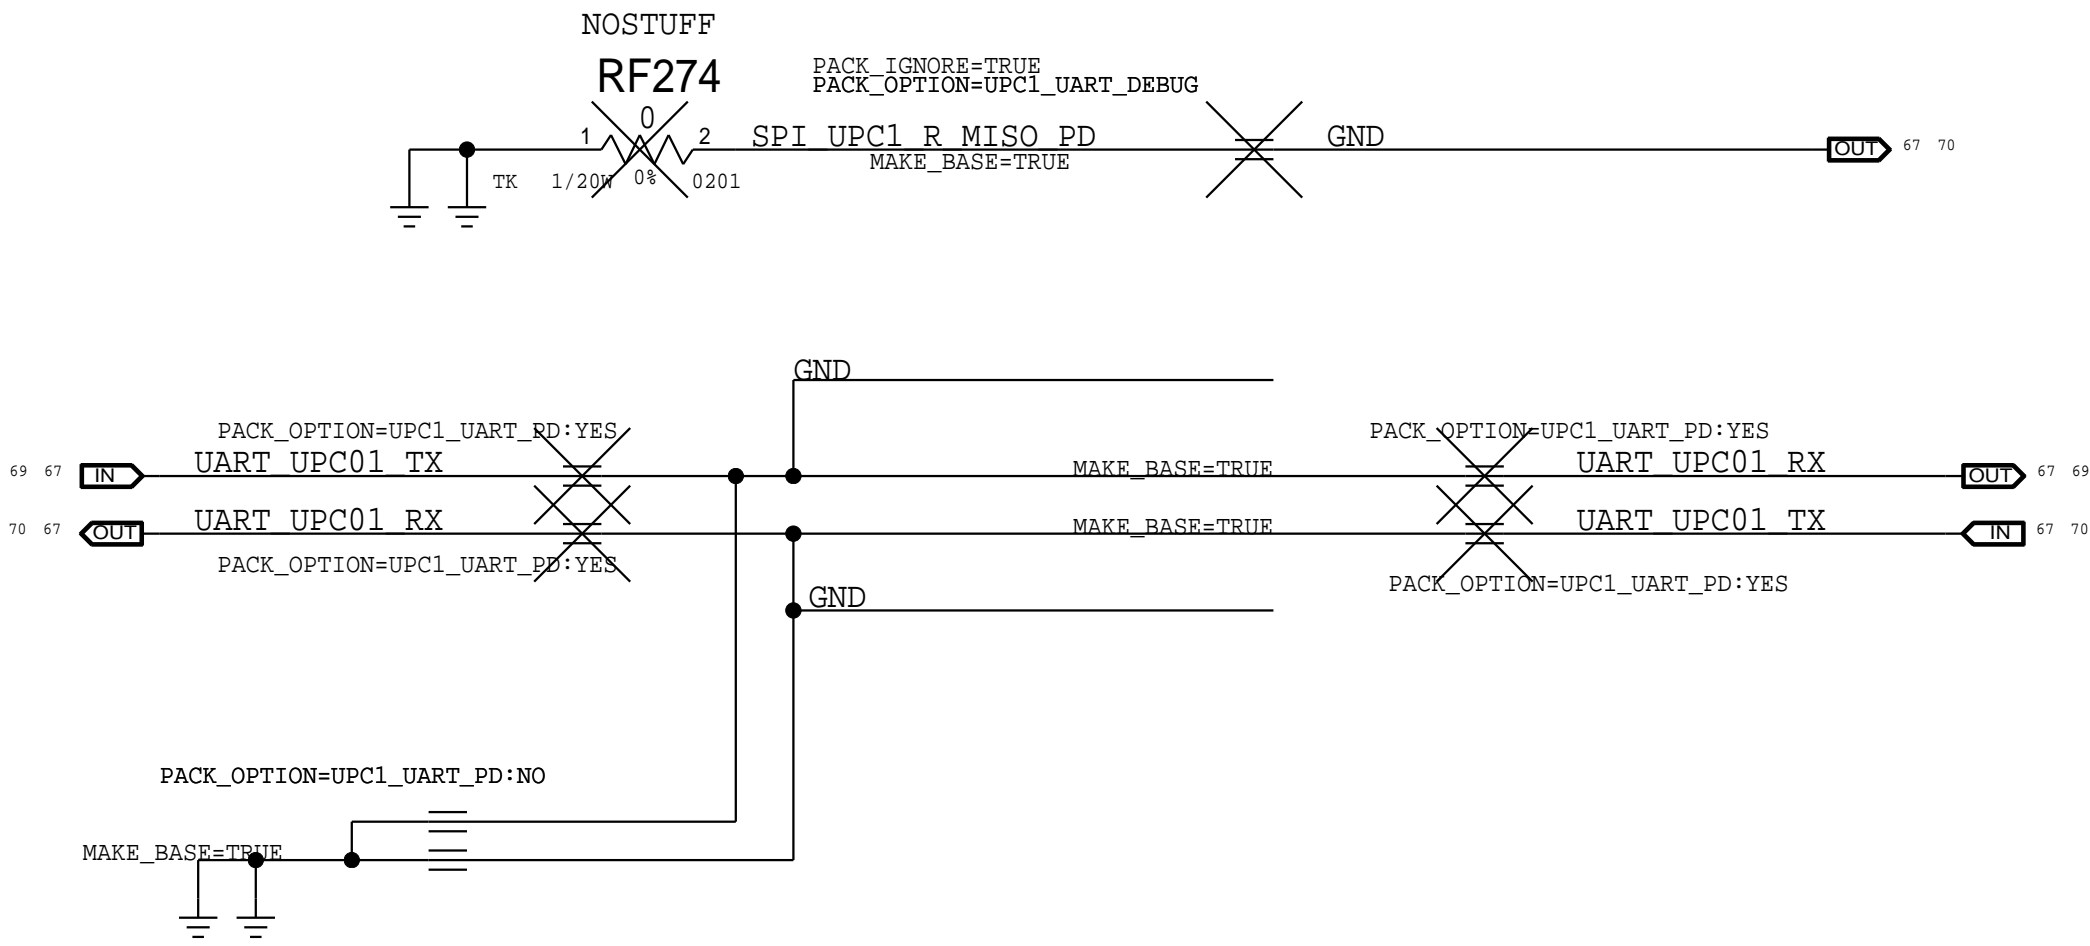 NOSTUFF
RF274
PACK_IGNORE=TRUE
PACK_OPTION=UPC1_UART_DEBUG
0
1 2 SPI_UPC1_R_MISO_PD GND OUT 67 70
MAKE_BASE=TRUE
TK 1/20W 0% 0201
GND
PACK_OPTION=UPC1_UART_PD:YES PACK_OPTION=UPC1_UART_PD:YES
69 67 IN UART_UPC01_TX MAKE_BASE=TRUE UART_UPC01_RX OUT 67 69
70 67 OUT UART_UPC01_RX MAKE_BASE=TRUE UART_UPC01_TX IN 67 70
PACK_OPTION=UPC1_UART_PD:YES PACK_OPTION=UPC1_UART_PD:YES
GND
PACK_OPTION=UPC1_UART_PD:NO
MAKE_BASE=TRUE